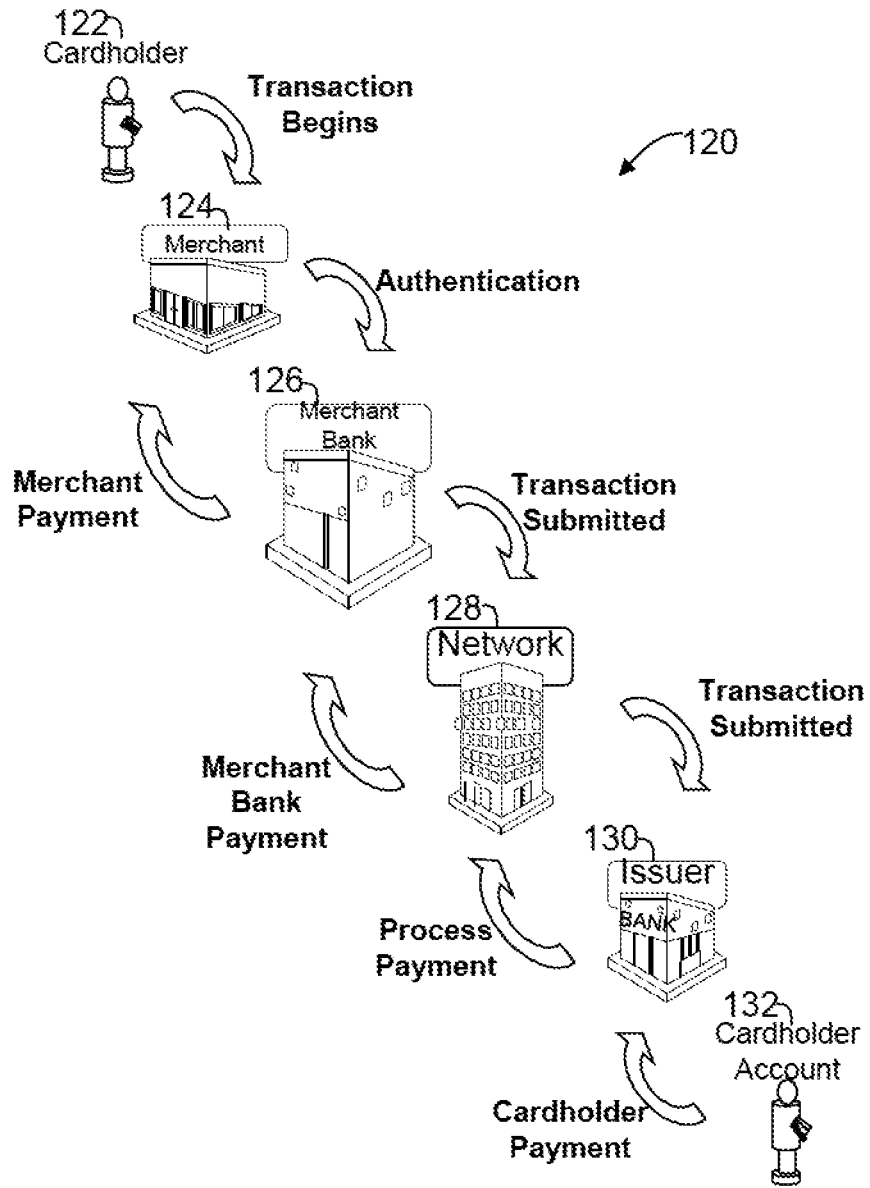 122
Cardholder
Transaction
Begins
120
124
Merchant
Authentication
126
Merchant
Bank
Merchant
Payment
Transaction
Submitted
128
Network
Transaction
Submitted
Merchant
Bank
Payment
130
Issuer
BANK
Process
Payment
132
Cardholder
Account
Cardholder
Payment